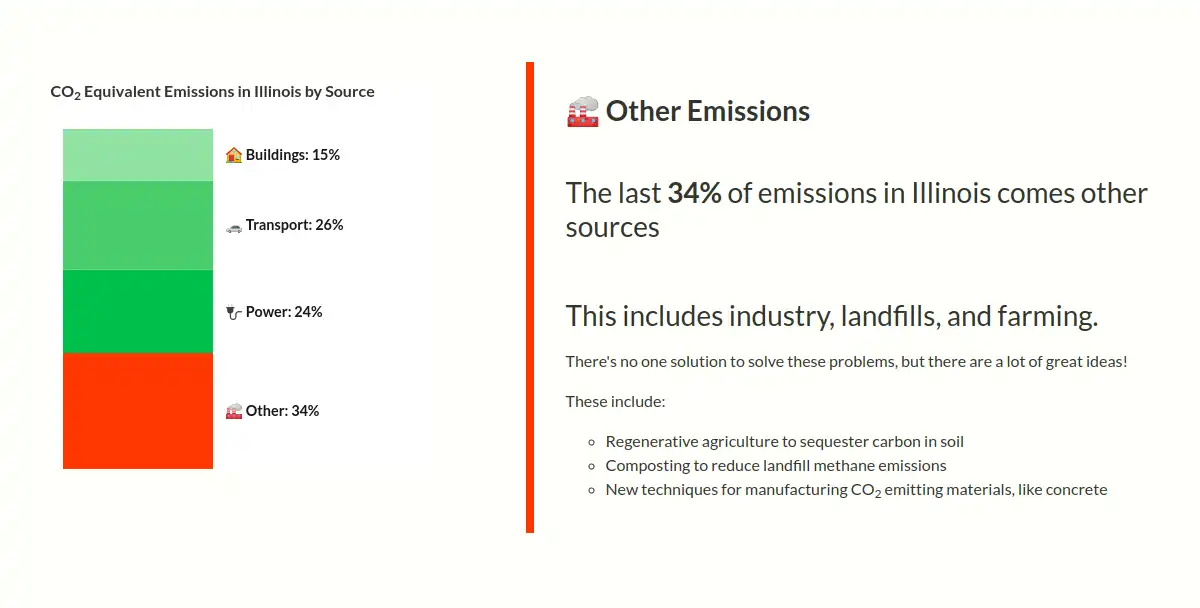 CO₂ Equivalent Emissions in Illinois by Source
Buildings: 15%
Transport: 26%
Power: 24%
Other: 34%
Other Emissions
The last 34% of emissions in Illinois comes other
sources
This includes industry, landfills, and farming.
There's no one solution to solve these problems, but there are a lot of great ideas!
These include:
◦ Regenerative agriculture to sequester carbon in soil
◦ Composting to reduce landfill methane emissions
◦ New techniques for manufacturing CO₂ emitting materials, like concrete